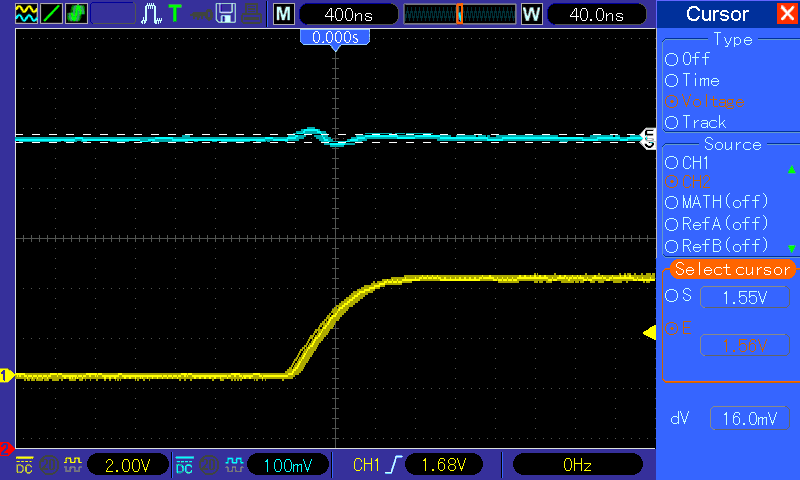 T M 400ns W 40.0ns
0.000s
Cursor
Type
Off
Time
Voltage
Track
Source
CH1
CH2
MATH(off)
RefA(off)
RefB(off)
Select cursor
S 1.55V
E
1.56V
dV 16.0mV
S
1
2
DC 20 2.00V DC 20 100mV CH1 1.68V 0Hz